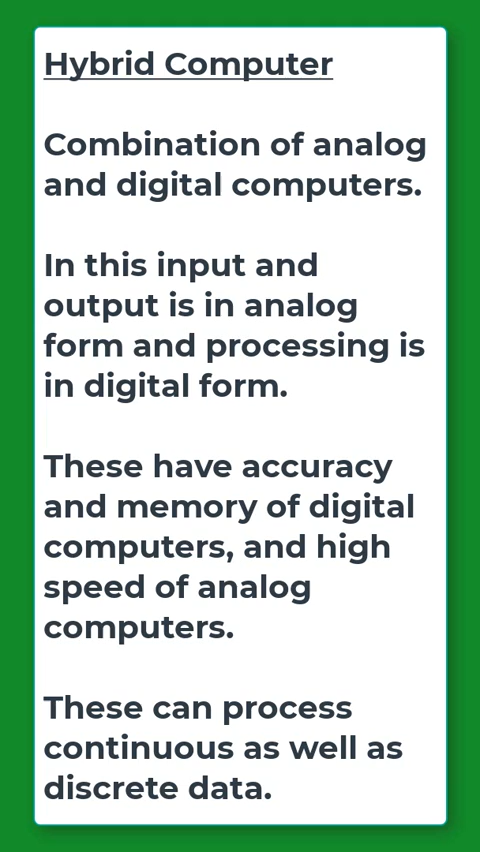 Hybrid Computer
Combination of analog
and digital computers.
In this input and
output is in analog
form and processing is
in digital form.
These have accuracy
and memory of digital
computers, and high
speed of analog
computers.
These can process
continuous as well as
discrete data.